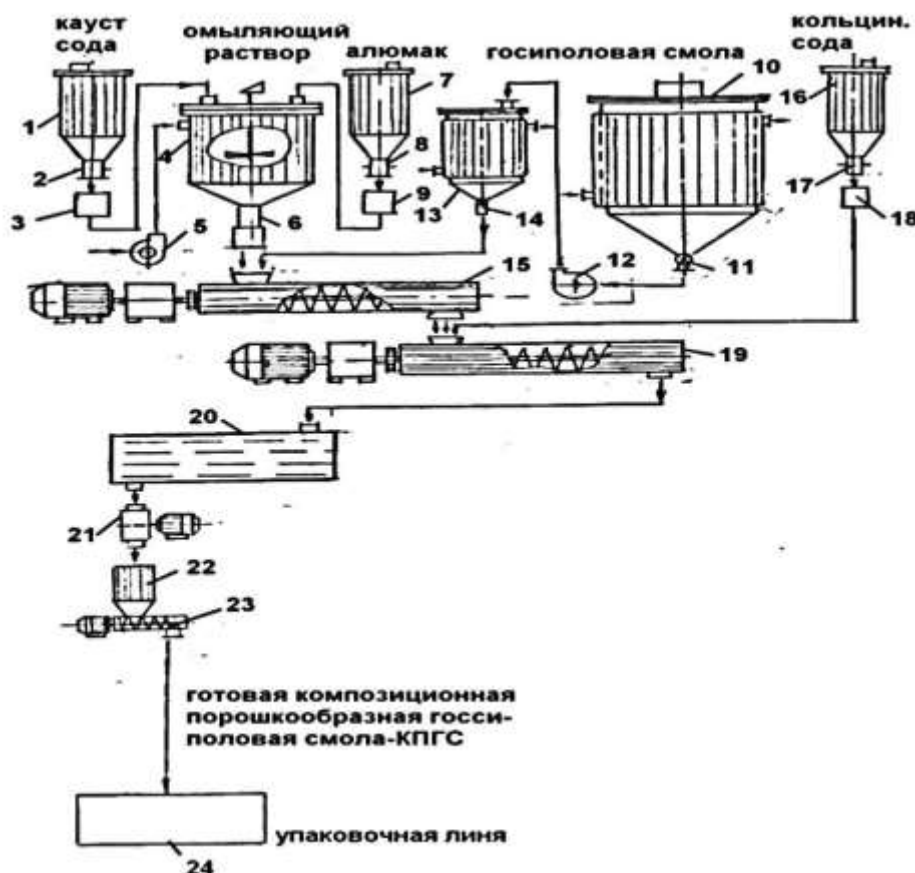 кауст
сода
омыляющий
раствор
алюмак
госиполовая смола
кольцин.
сода
1
2
3
4
5
6
7
8
9
10
11
12
13
14
15
16
17
18
19
20
21
22
23
готовая композиционная
порошкообразная госси-
половая смола-КПГС
упаковочная линя
24